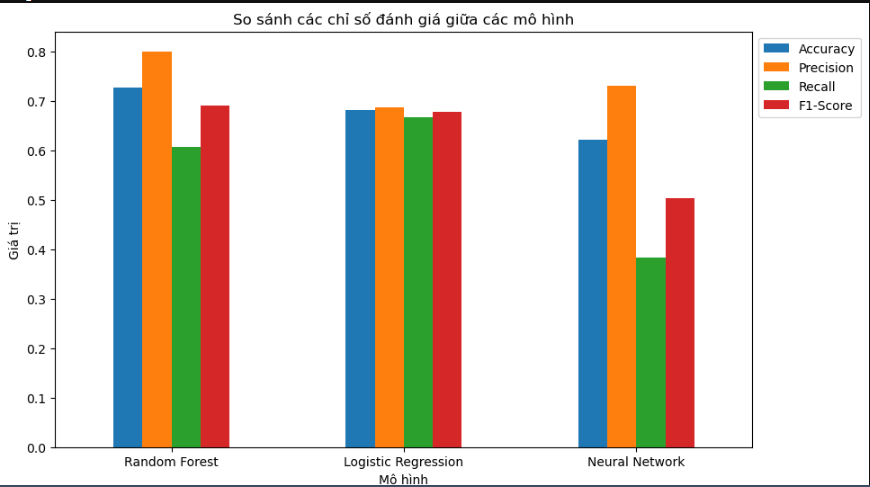 So sánh các chỉ số đánh giá giữa các mô hình
Accuracy
Precision
Recall
F1-Score
Giá trị
0.8
0.7
0.6
0.5
0.4
0.3
0.2
0.1
0.0
Random Forest
Logistic Regression
Neural Network
Mô hình